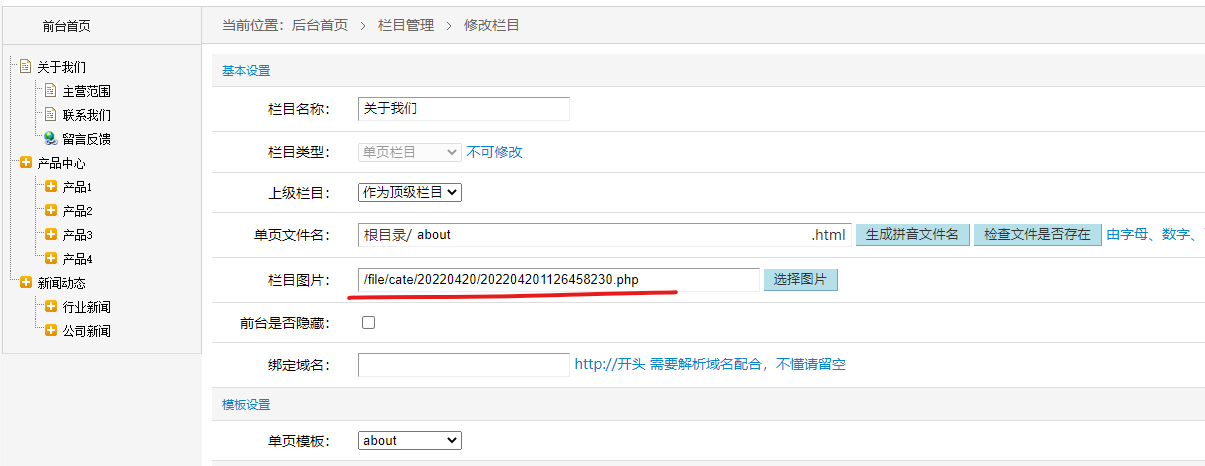 前台首页
当前位置：后台首页 > 栏目管理 > 修改栏目
关于我们
主营范围
联系我们
留言反馈
产品中心
产品1
产品2
产品3
产品4
新闻动态
行业新闻
公司新闻
基本设置
栏目名称： 关于我们
栏目类型： 单页栏目 不可修改
上级栏目： 作为顶级栏目
单页文件名： 根目录/ about .html 生成拼音文件名 检查文件是否存在 由字母、数字、
栏目图片： /file/cate/20220420/202204201126458230.php 选择图片
前台是否隐藏：
绑定域名： http://开头 需要解析域名配合，不懂请留空
模板设置
单页模板： about